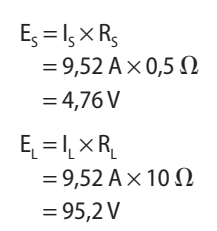 E_S = I_S × R_S
= 9,52 A × 0,5 Ω
= 4,76 V
E_L = I_L × R_L
= 9,52 A × 10 Ω
= 95,2 V